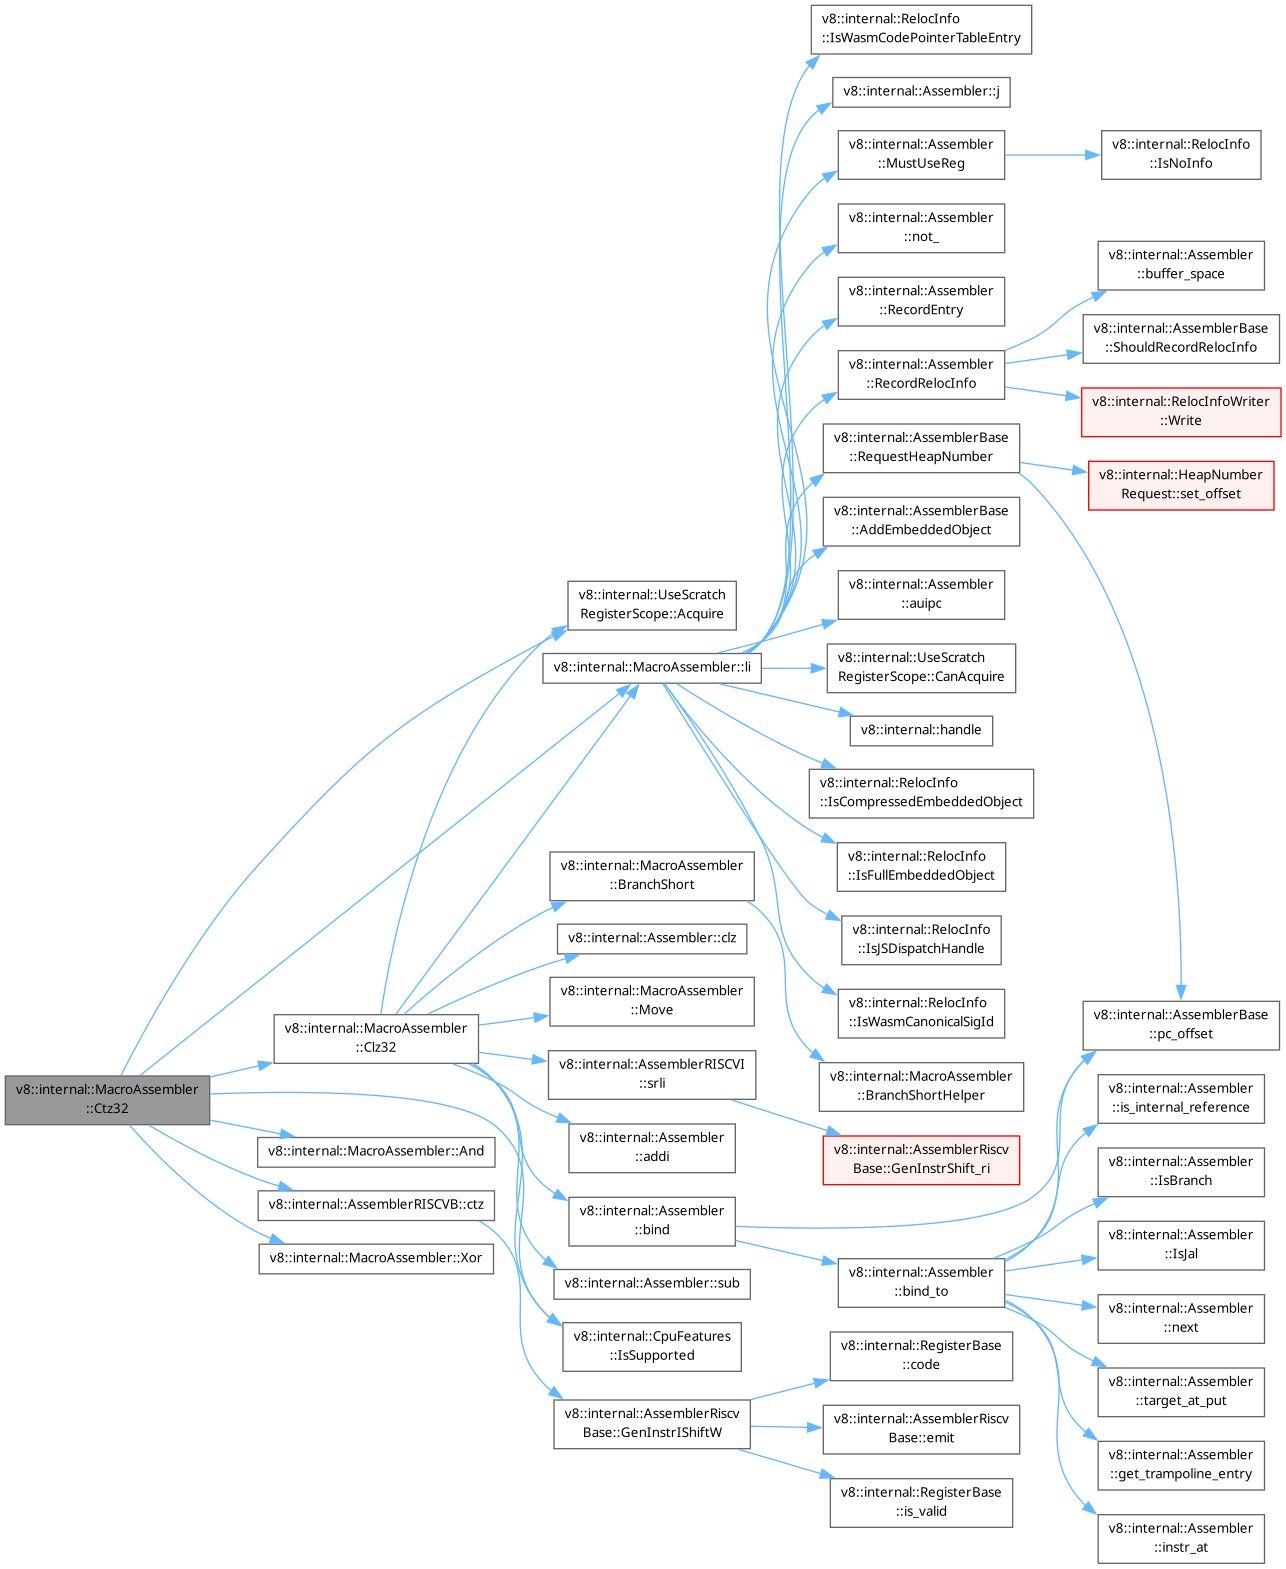 v8::internal::RelocInfo
::IsWasmCodePointerTableEntry
v8::internal::Assembler::j
v8::internal::Assembler
::MustUseReg
v8::internal::RelocInfo
::IsNoInfo
v8::internal::Assembler
::not_
v8::internal::Assembler
::buffer_space
v8::internal::Assembler
::RecordEntry
v8::internal::AssemblerBase
::ShouldRecordRelocInfo
v8::internal::Assembler
::RecordRelocInfo
v8::internal::RelocInfoWriter
::Write
v8::internal::AssemblerBase
::RequestHeapNumber
v8::internal::HeapNumber
Request::set_offset
v8::internal::AssemblerBase
::AddEmbeddedObject
v8::internal::UseScratch
RegisterScope::Acquire
v8::internal::Assembler
::auipc
v8::internal::MacroAssembler::li
v8::internal::UseScratch
RegisterScope::CanAcquire
v8::internal::handle
v8::internal::RelocInfo
::IsCompressedEmbeddedObject
v8::internal::MacroAssembler
::BranchShort
v8::internal::RelocInfo
::IsFullEmbeddedObject
v8::internal::Assembler::clz
v8::internal::RelocInfo
::IsJSDispatchHandle
v8::internal::MacroAssembler
::Move
v8::internal::RelocInfo
::IsWasmCanonicalSigId
v8::internal::AssemblerBase
::pc_offset
v8::internal::MacroAssembler
::Clz32
v8::internal::AssemblerRISCVI
::srli
v8::internal::MacroAssembler
::BranchShortHelper
v8::internal::MacroAssembler
::Ctz32
v8::internal::Assembler
::is_internal_reference
v8::internal::MacroAssembler::And
v8::internal::Assembler
::addi
v8::internal::AssemblerRiscv
Base::GenInstrShift_ri
v8::internal::Assembler
::IsBranch
v8::internal::AssemblerRISCVB::ctz
v8::internal::Assembler
::bind
v8::internal::MacroAssembler::Xor
v8::internal::Assembler
::IsJal
v8::internal::Assembler::sub
v8::internal::Assembler
::bind_to
v8::internal::Assembler
::next
v8::internal::CpuFeatures
::IsSupported
v8::internal::RegisterBase
::code
v8::internal::Assembler
::target_at_put
v8::internal::AssemblerRiscv
Base::GenInstrIShiftW
v8::internal::AssemblerRiscv
Base::emit
v8::internal::Assembler
::get_trampoline_entry
v8::internal::RegisterBase
::is_valid
v8::internal::Assembler
::instr_at